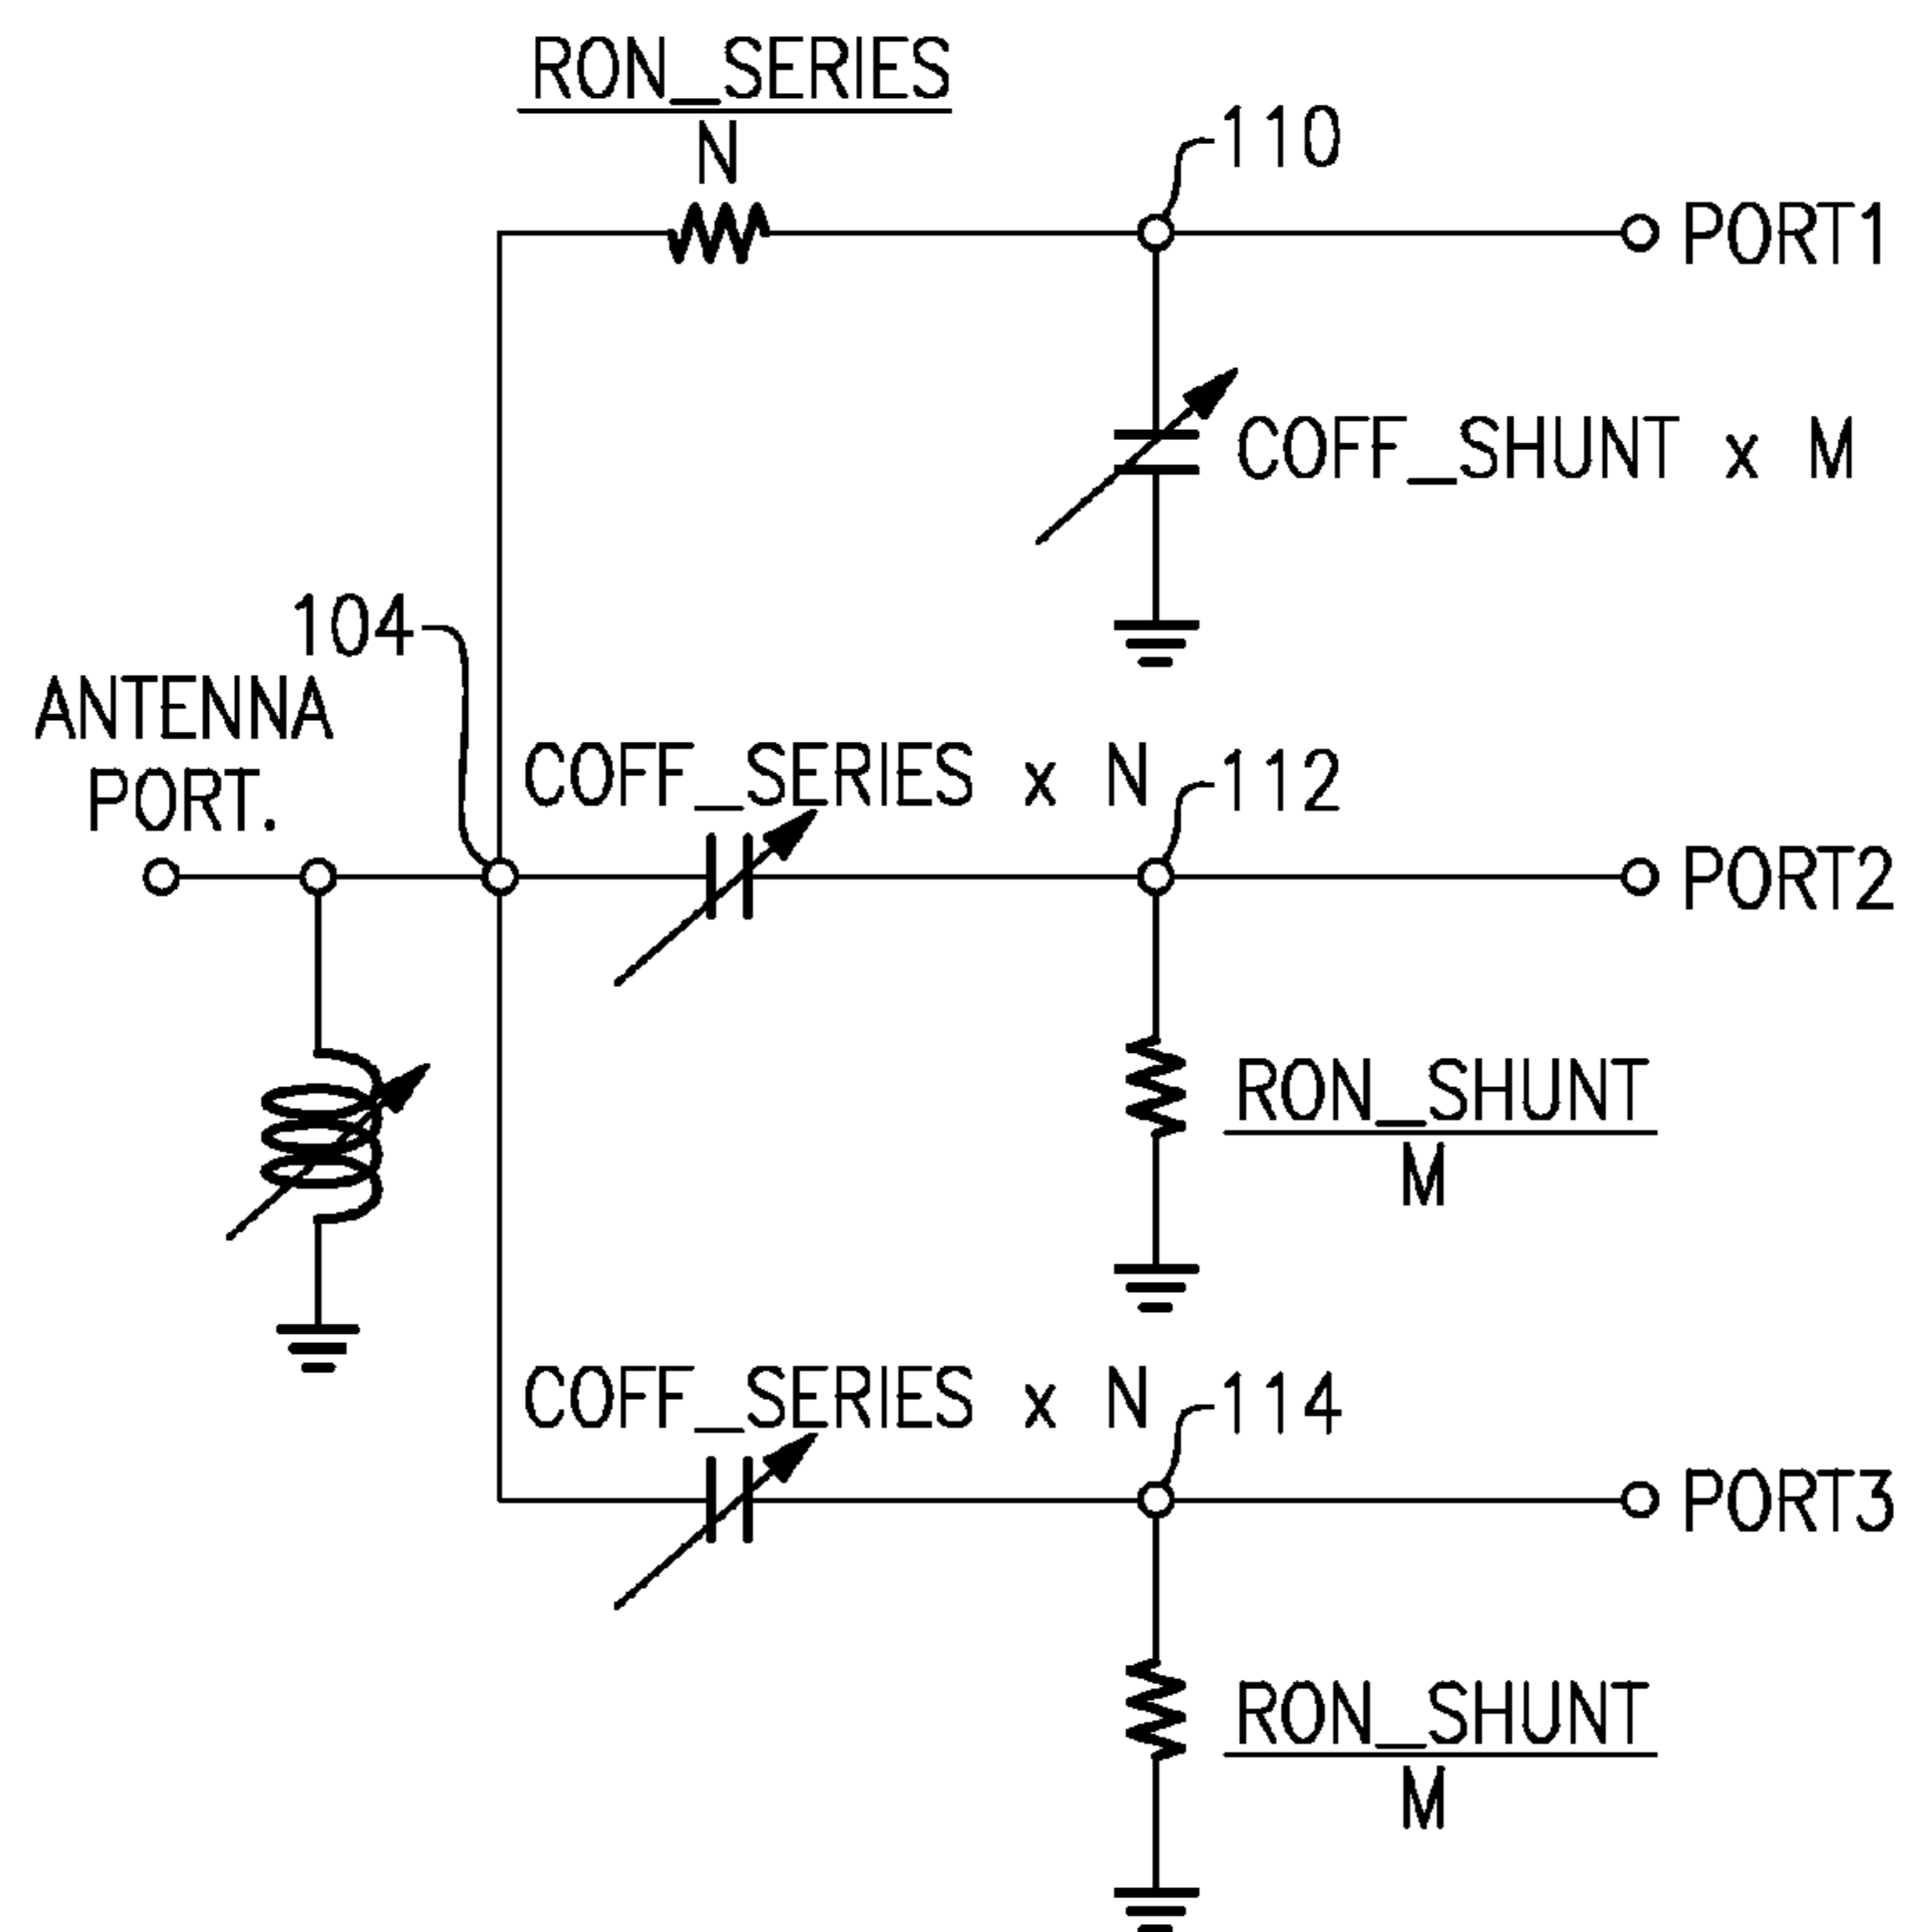 RON_SERIES
N
110
PORT1
COFF_SHUNT x M
104
ANTENNA
PORT.
COFF_SERIES x N
112
PORT2
RON_SHUNT
M
COFF_SERIES x N
114
PORT3
RON_SHUNT
M